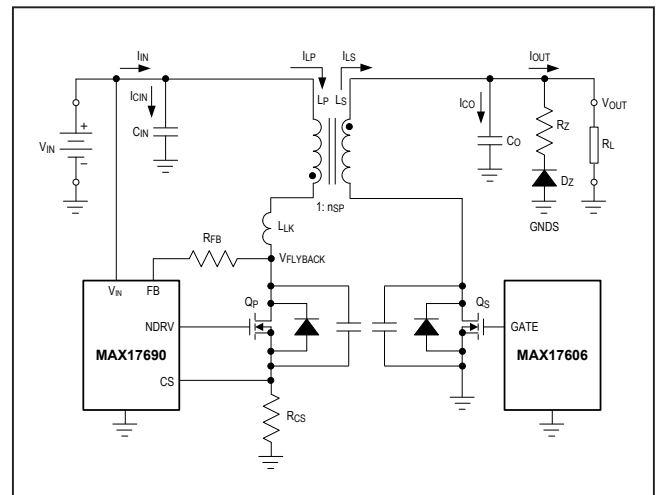 IIN
ILP
ILS
IOUT
ICIN
LP
LS
ICO
VOUT
VIN
CIN
CO
RZ
RL
DZ
1: nSP
GNDS
LLK
RFB
VFLYBACK
VIN
FB
QP
QS
NDRV
GATE
MAX17690
MAX17606
CS
RCS